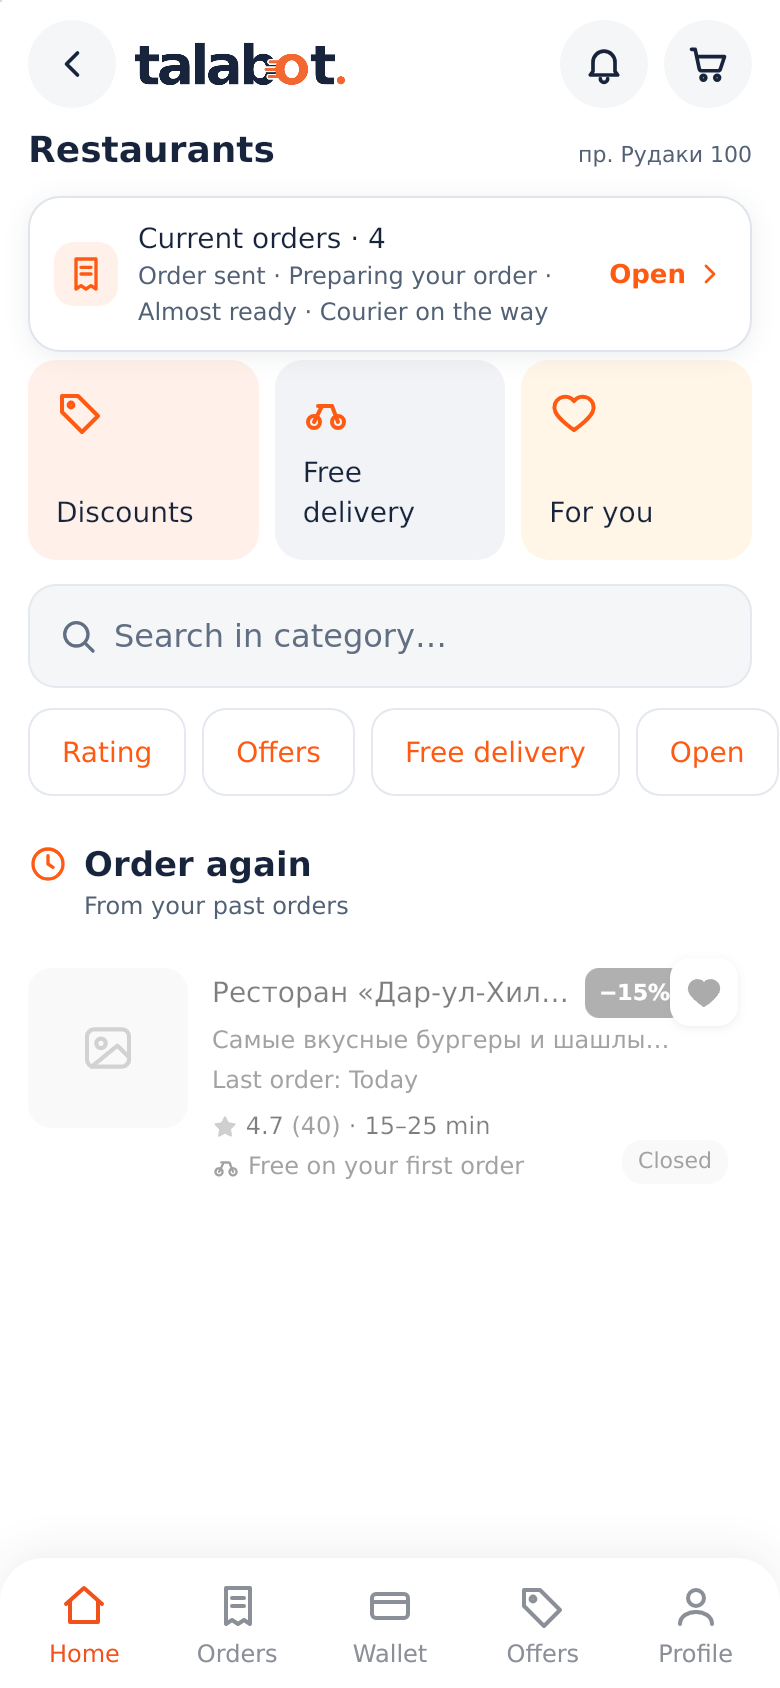 talabot.
Restaurants
пр. Рудаки 100
Current orders · 4
Order sent · Preparing your order ·
Almost ready · Courier on the way
Open
Discounts
Free
delivery
For you
Search in category...
Rating
Offers
Free delivery
Open
Order again
From your past orders
Ресторан «Дар-ул-Хил...
−15%
Самые вкусные бургеры и шашлы...
Last order: Today
4.7 (40) · 15–25 min
Free on your first order
Closed
Home
Orders
Wallet
Offers
Profile